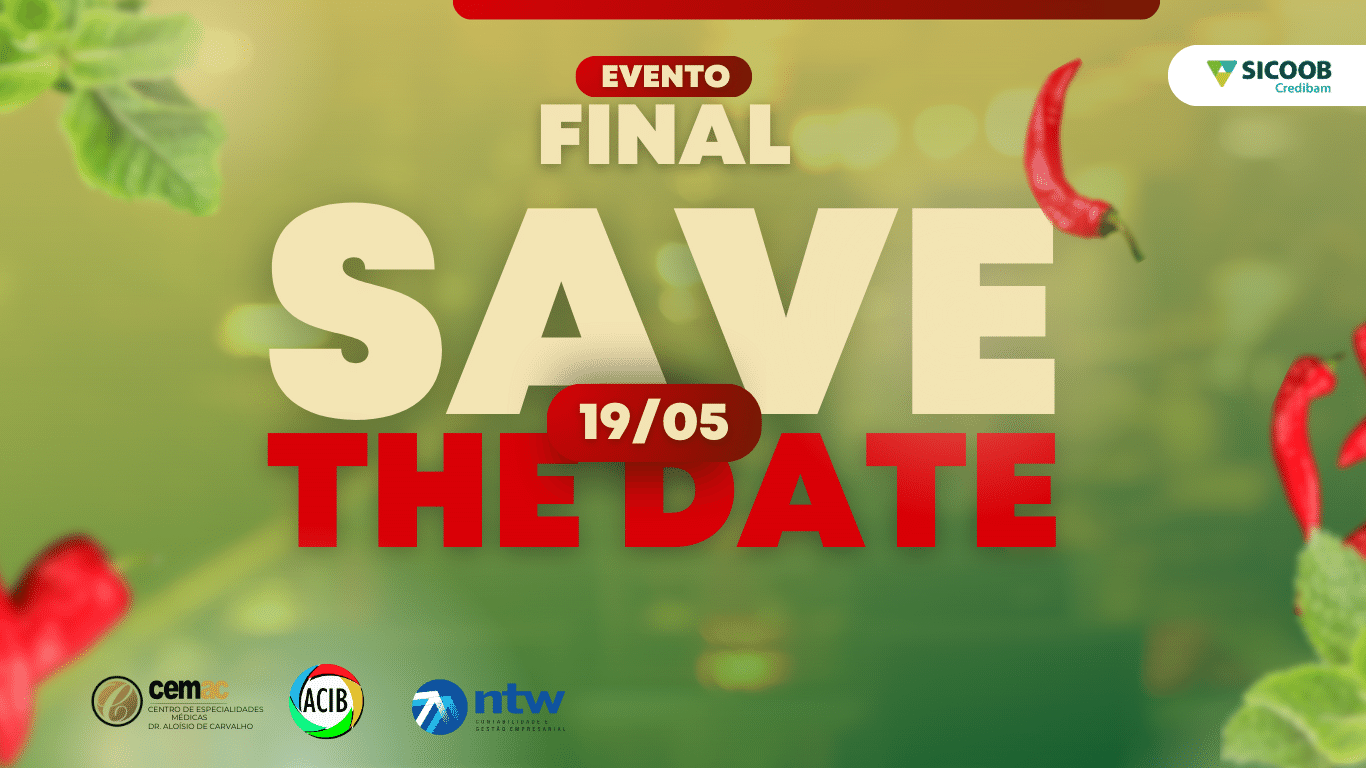 EVENTO
FINAL
SICOOB
Credibam
SAVE
19/05
THE DATE
cemac
CENTRO DE ESPECIALIDADES
MÉDICAS
DR. ALOÍSIO DE CARVALHO
ACIB
ntw
CONTABILIDADE E
GESTÃO EMPRESARIAL